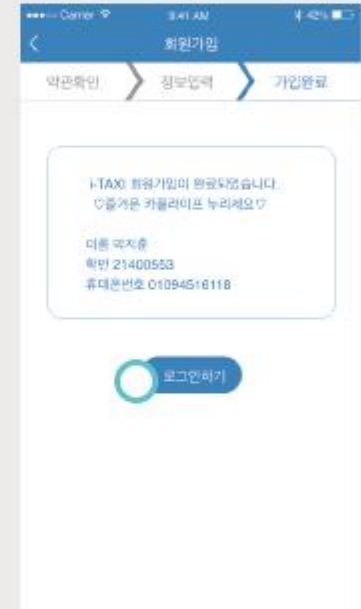 Carrier 9:41 AM 42%
회원가입
약관확인 정보입력 가입완료
i-TAXI 회원가입이 완료되었습니다.
♡즐거운 카풀라이프 누리세요♡
이름 곽지훈
학번 21400553
휴대폰번호 01094516118
로그인하기